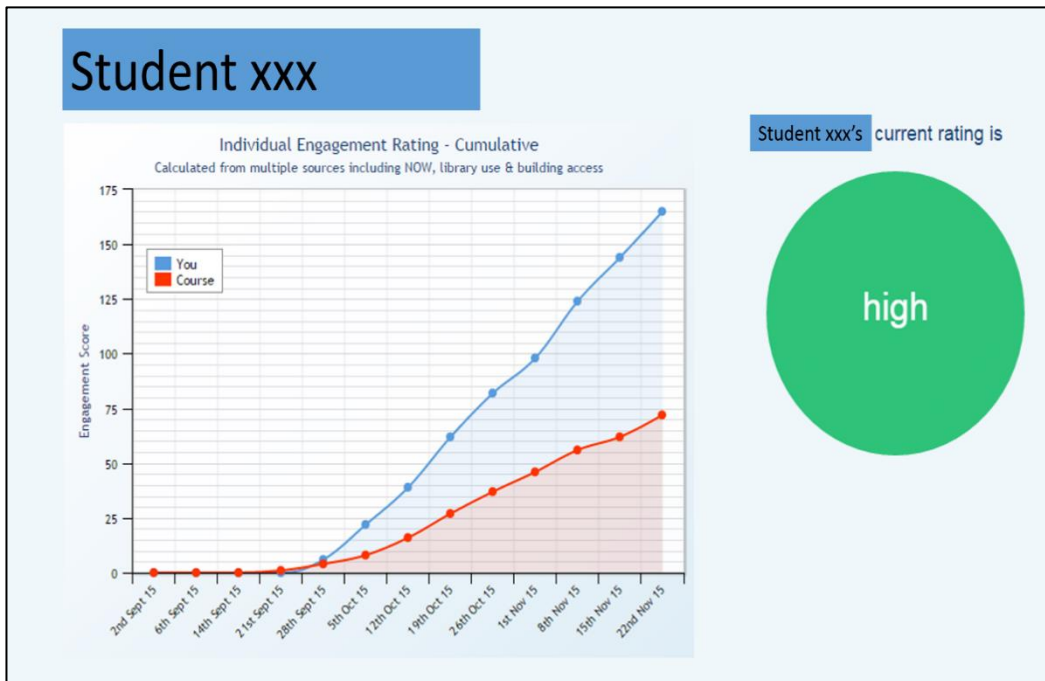 Student xxx
Individual Engagement Rating - Cumulative
Calculated from multiple sources including NOW, library use & building access
175
150
125
100
75
50
25
0
Engagement Score
You
Course
2nd Sept 15
6th Sept 15
14th Sept 15
21st Sept 15
28th Sept 15
5th Oct 15
12th Oct 15
19th Oct 15
26th Oct 15
1st Nov 15
8th Nov 15
15th Nov 15
22nd Nov 15
Student xxx's current rating is
high